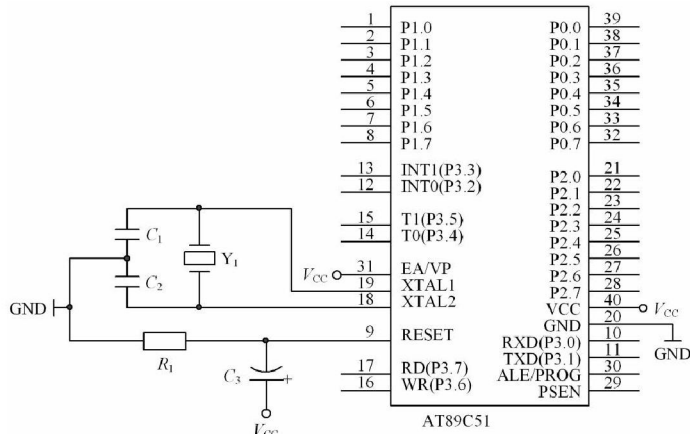 1 P1.0 P0.0 39
2 P1.1 P0.1 38
3 P1.2 P0.2 37
4 P1.3 P0.3 36
5 P1.4 P0.4 35
6 P1.5 P0.5 34
7 P1.6 P0.6 33
8 P1.7 P0.7 32
13 INT1(P3.3) P2.0 21
12 INT0(P3.2) P2.1 22
P2.2 23
15 T1(P3.5) P2.3 24
14 T0(P3.4) P2.4 25
P2.5 26
VCC 31 EA/VP P2.6 27
C1 Y1 19 XTAL1 P2.7 28
C2 18 XTAL2 VCC 40 VCC
GND GND 20
9 RESET RXD(P3.0) 10
TXD(P3.1) 11 GND
R1 C3 + 17 RD(P3.7) ALE/PROG 30
16 WR(P3.6) PSEN 29
VCC
AT89C51